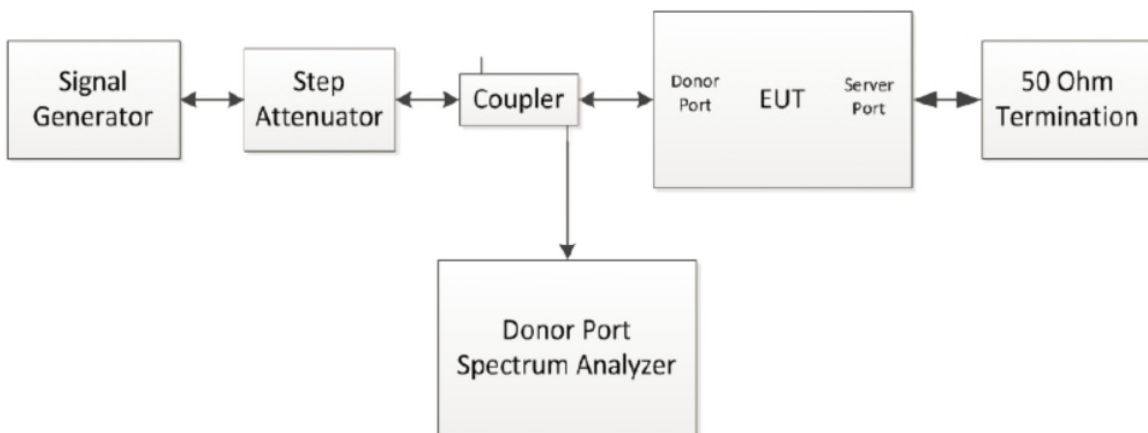 Signal
Generator
Step
Attenuator
Coupler
Donor
Port
EUT
Server
Port
50 Ohm
Termination
Donor Port
Spectrum Analyzer